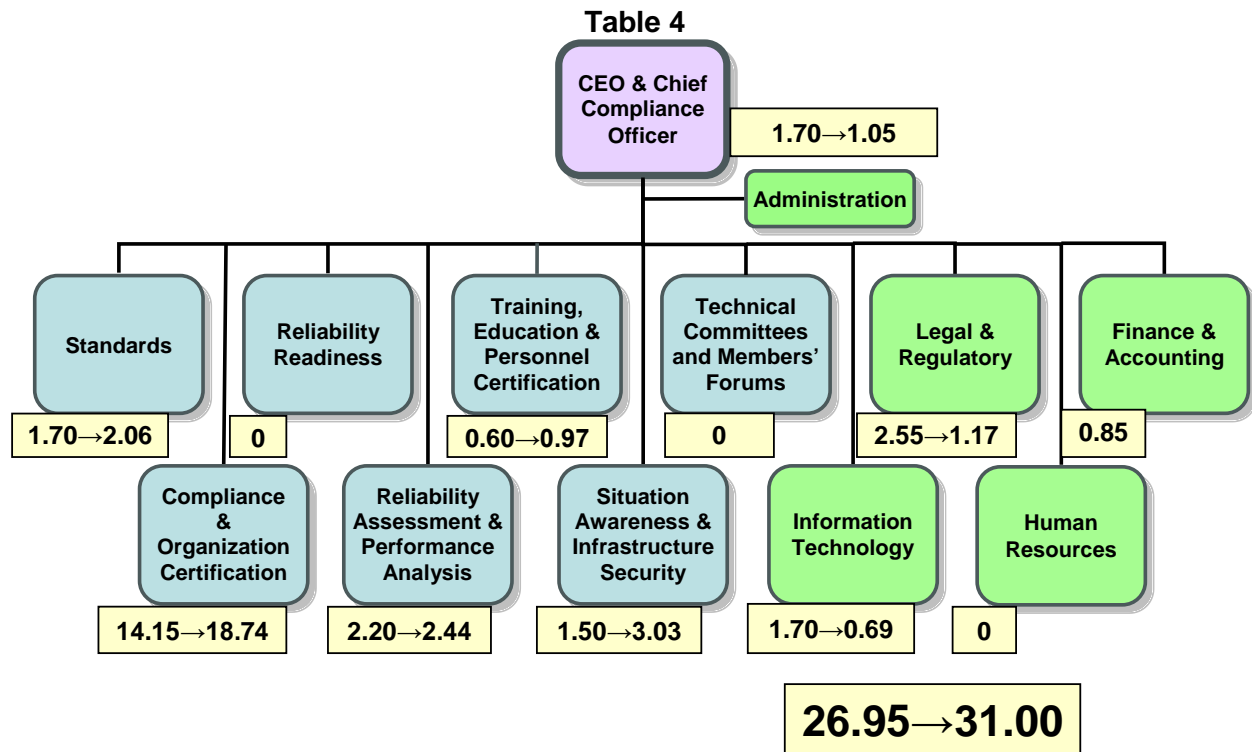 Table 4
CEO & Chief
Compliance
Officer
1.70→1.05
Administration
Standards
1.70→2.06
Reliability
Readiness
0
Training,
Education &
Personnel
Certification
0.60→0.97
Technical
Committees
and Members’
Forums
0
Legal &
Regulatory
2.55→1.17
Finance &
Accounting
0.85
Compliance
&
Organization
Certification
14.15→18.74
Reliability
Assessment &
Performance
Analysis
2.20→2.44
Situation
Awareness &
Infrastructure
Security
1.50→3.03
Information
Technology
1.70→0.69
Human
Resources
0
26.95→31.00